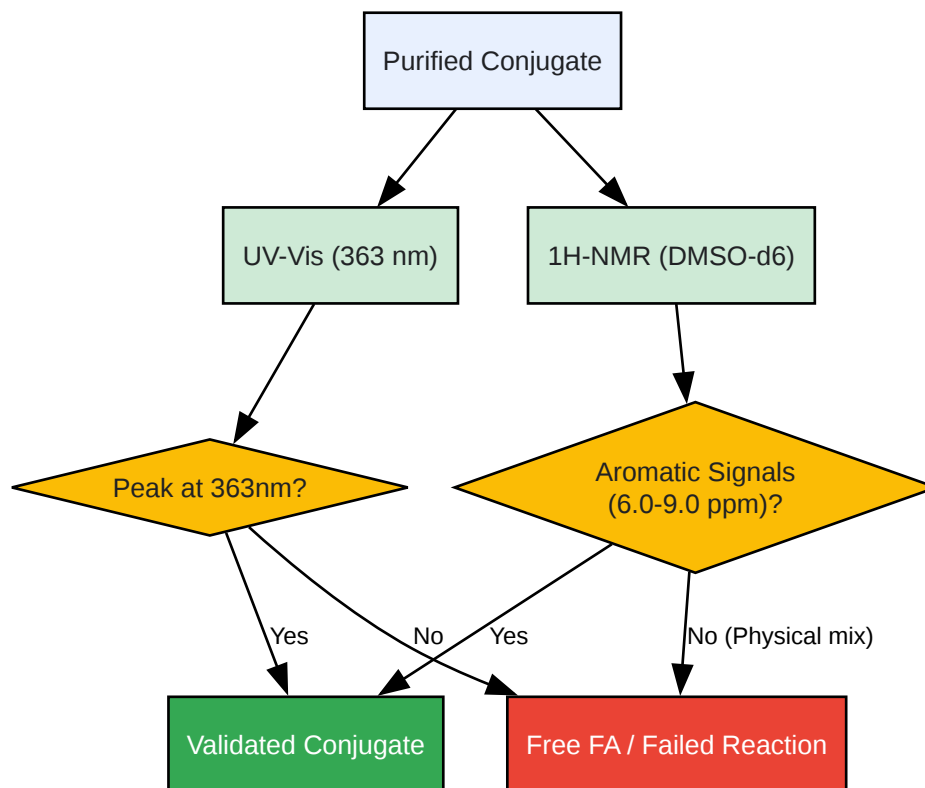 Purified Conjugate
UV-Vis (363 nm)
1H-NMR (DMSO-d6)
Peak at 363nm?
Aromatic Signals
(6.0-9.0 ppm)?
Yes
No
Yes
No (Physical mix)
Validated Conjugate
Free FA / Failed Reaction